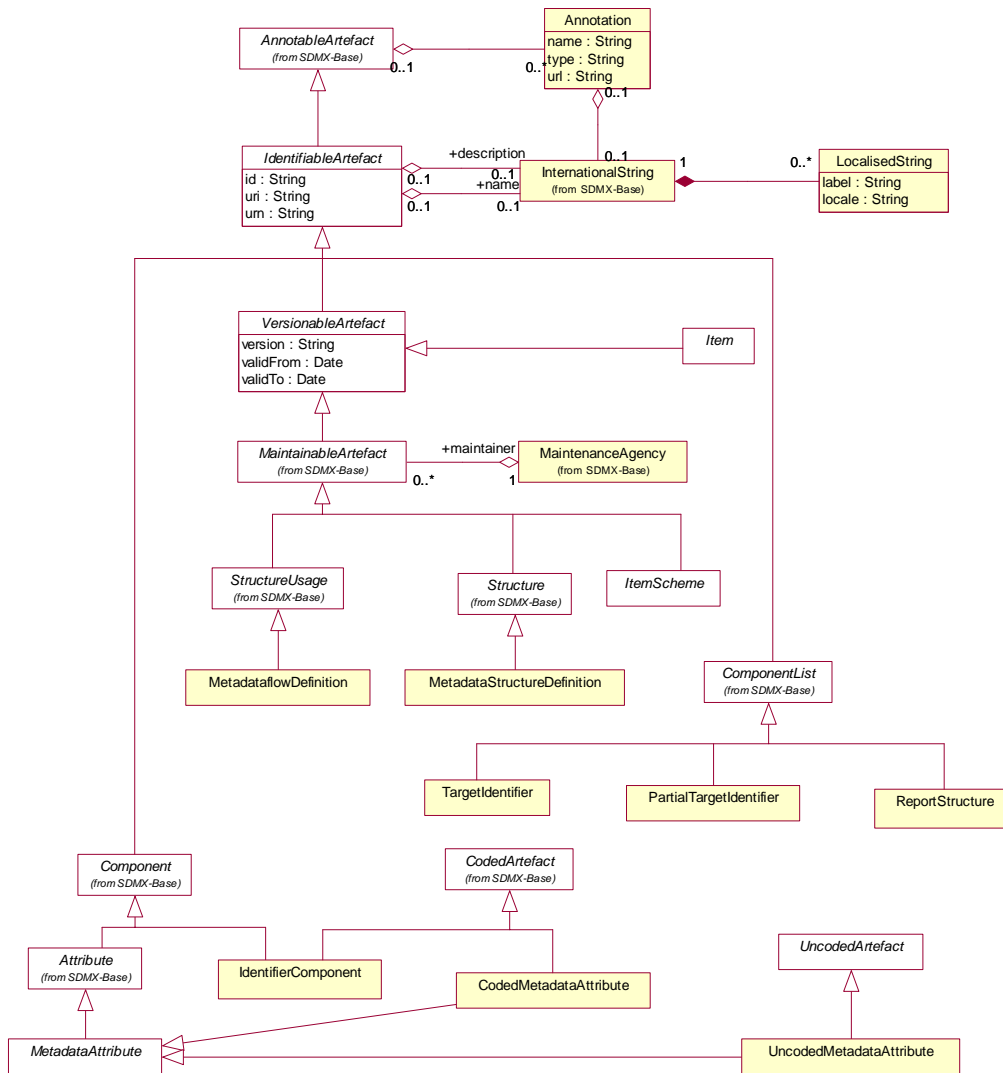 Annotation
name : String
type : String
url : String
AnnotableArtefact
(from SDMX-Base)
0..1
0..*
0..1
0..1
IdentifiableArtefact
id : String
uri : String
urn : String
+description
0..1
0..1
+name
0..1
0..1
InternationalString
(from SDMX-Base)
1
0..*
LocalisedString
label : String
locale : String
VersionableArtefact
version : String
validFrom : Date
validTo : Date
Item
MaintainableArtefact
(from SDMX-Base)
+maintainer
0..*
1
MaintenanceAgency
(from SDMX-Base)
StructureUsage
(from SDMX-Base)
Structure
(from SDMX-Base)
ItemScheme
MetadataflowDefinition
MetadataStructureDefinition
ComponentList
(from SDMX-Base)
TargetIdentifier
PartialTargetIdentifier
ReportStructure
Component
(from SDMX-Base)
CodedArtefact
(from SDMX-Base)
Attribute
(from SDMX-Base)
IdentifierComponent
CodedMetadataAttribute
UncodedArtefact
MetadataAttribute
UncodedMetadataAttribute